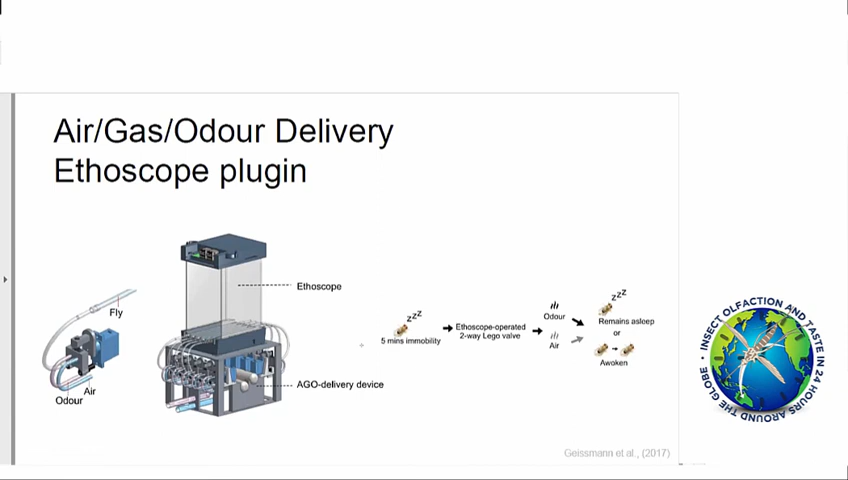 Air/Gas/Odour Delivery
Ethoscope plugin
Ethoscope
Fly
Air
Odour
AGO-delivery device
zzz
5 mins immobility
Ethoscope-operated
2-way Lego valve
Odour
Air
zzz
Remains asleep
or
Awoken
INSECT OLFACTION AND TASTE IN 24 HOURS AROUND THE GLOBE
Geissmann et al., (2017)